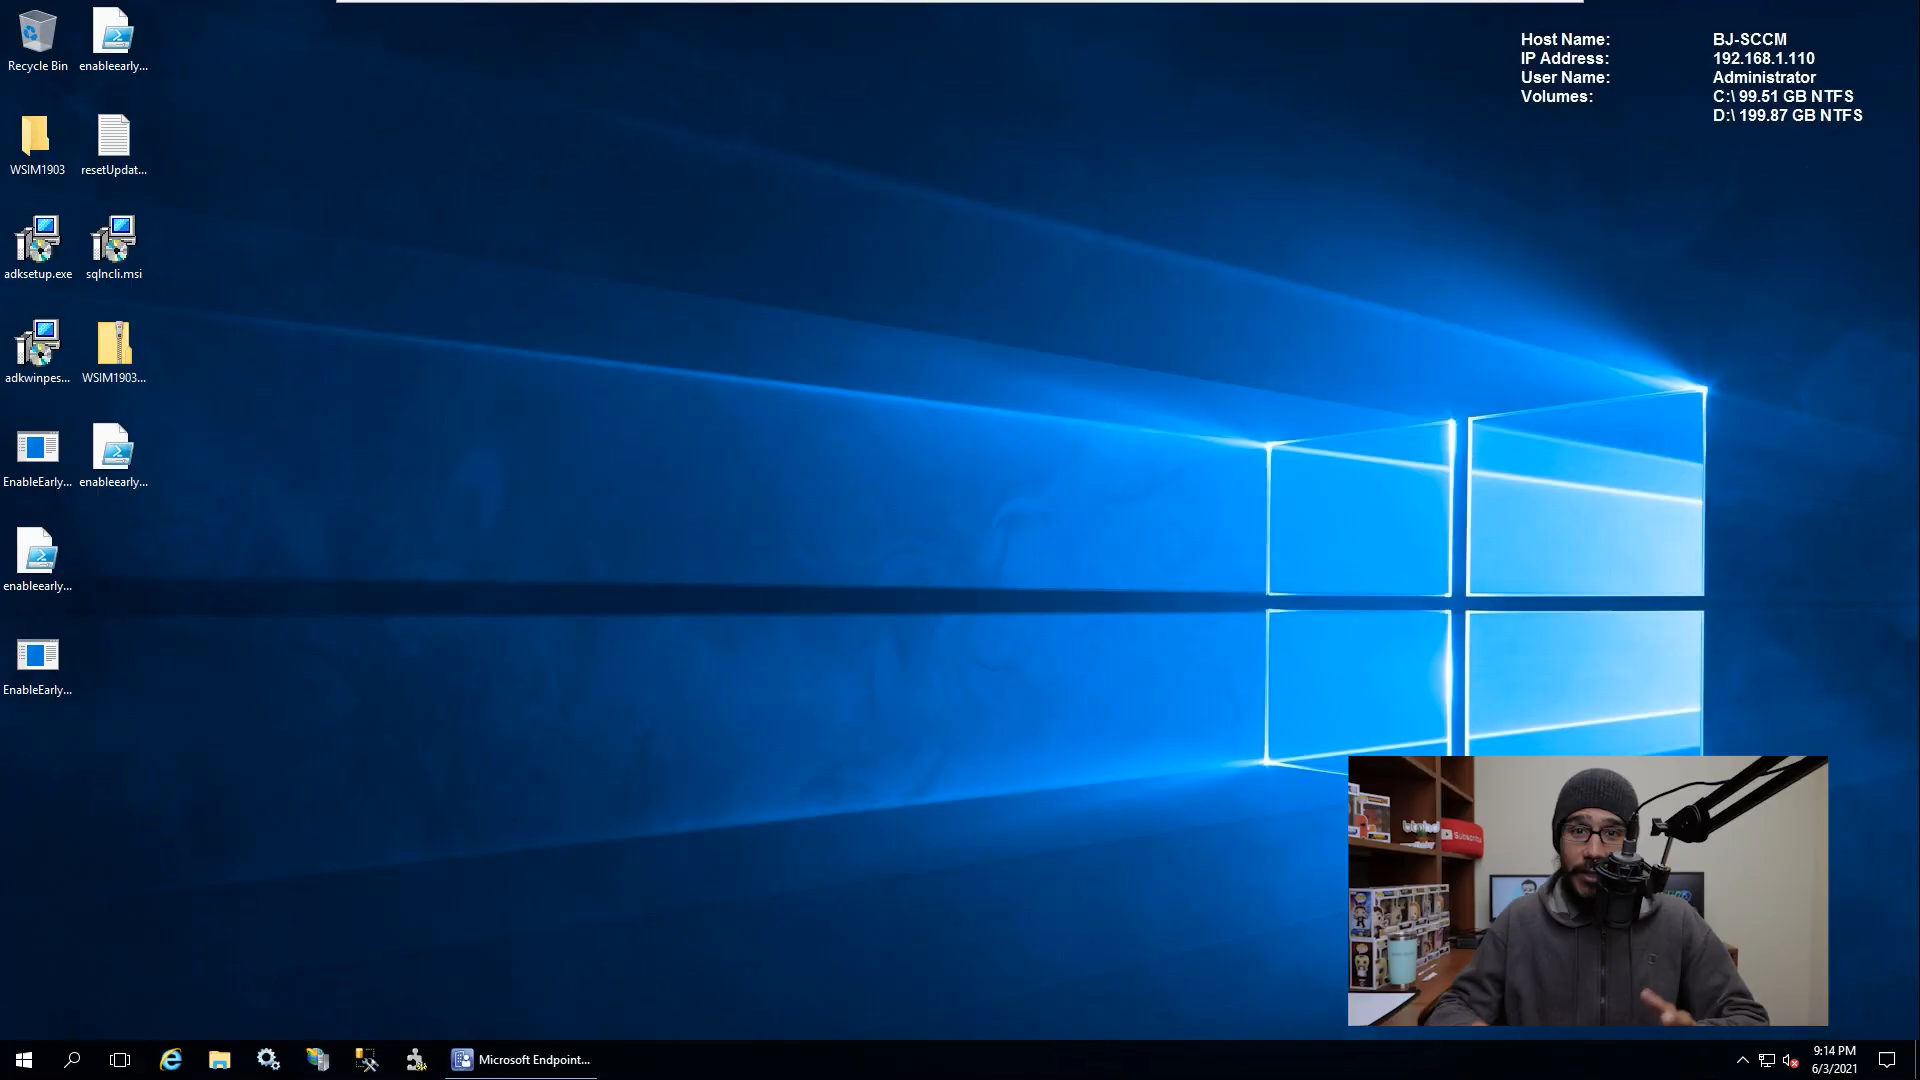 Recycle Bin
enableearly...
WSIM1903
resetUpdat...
adksetup.exe
sqlncli.msi
adkwinpes...
WSIM1903...
EnableEarly...
enableearly...
enableearly...
EnableEarly...
Host Name: BJ-SCCM
IP Address: 192.168.1.110
User Name: Administrator
Volumes: C:\ 99.51 GB NTFS
D:\ 199.87 GB NTFS
Subscribe
Microsoft Endpoint...
9:14 PM
6/3/2021